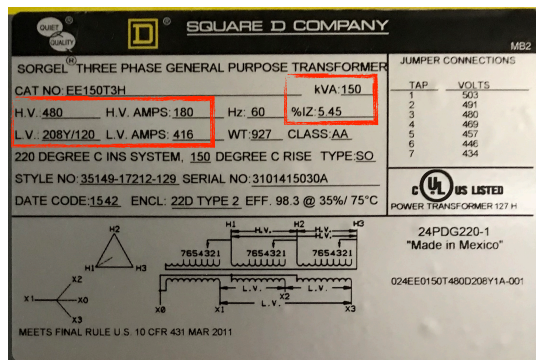 QUIET
QUALITY
D
SQUARE D COMPANY
MB2
SORGEL® THREE PHASE GENERAL PURPOSE TRANSFORMER
CAT NO: EE150T3H kVA: 150
H.V.: 480 H.V. AMPS: 180 Hz: 60 %IZ: 5.45
L.V.: 208Y/120 L.V. AMPS: 416 WT: 927 CLASS: AA
220 DEGREE C INS SYSTEM, 150 DEGREE C RISE TYPE: SO
STYLE NO: 35149-17212-129 SERIAL NO: 3101415030A
DATE CODE: 1542 ENCL: 22D TYPE 2 EFF. 98.3 @ 35%/ 75°C
JUMPER CONNECTIONS
TAP VOLTS
1 503
2 491
3 480
4 469
5 457
6 446
7 434
C UL US LISTED
POWER TRANSFORMER 127 H
24PDG220-1
"Made in Mexico"
024EE0150T480D208Y1A-001
H2
H1 H3
H1 H2 H3
H.V.
H.V.
7654321 7654321 7654321
X2
X1 X0
X3
X0 X1 X2 X3
L.V. L.V.
L.V.
MEETS FINAL RULE U.S. 10 CFR 431 MAR 2011